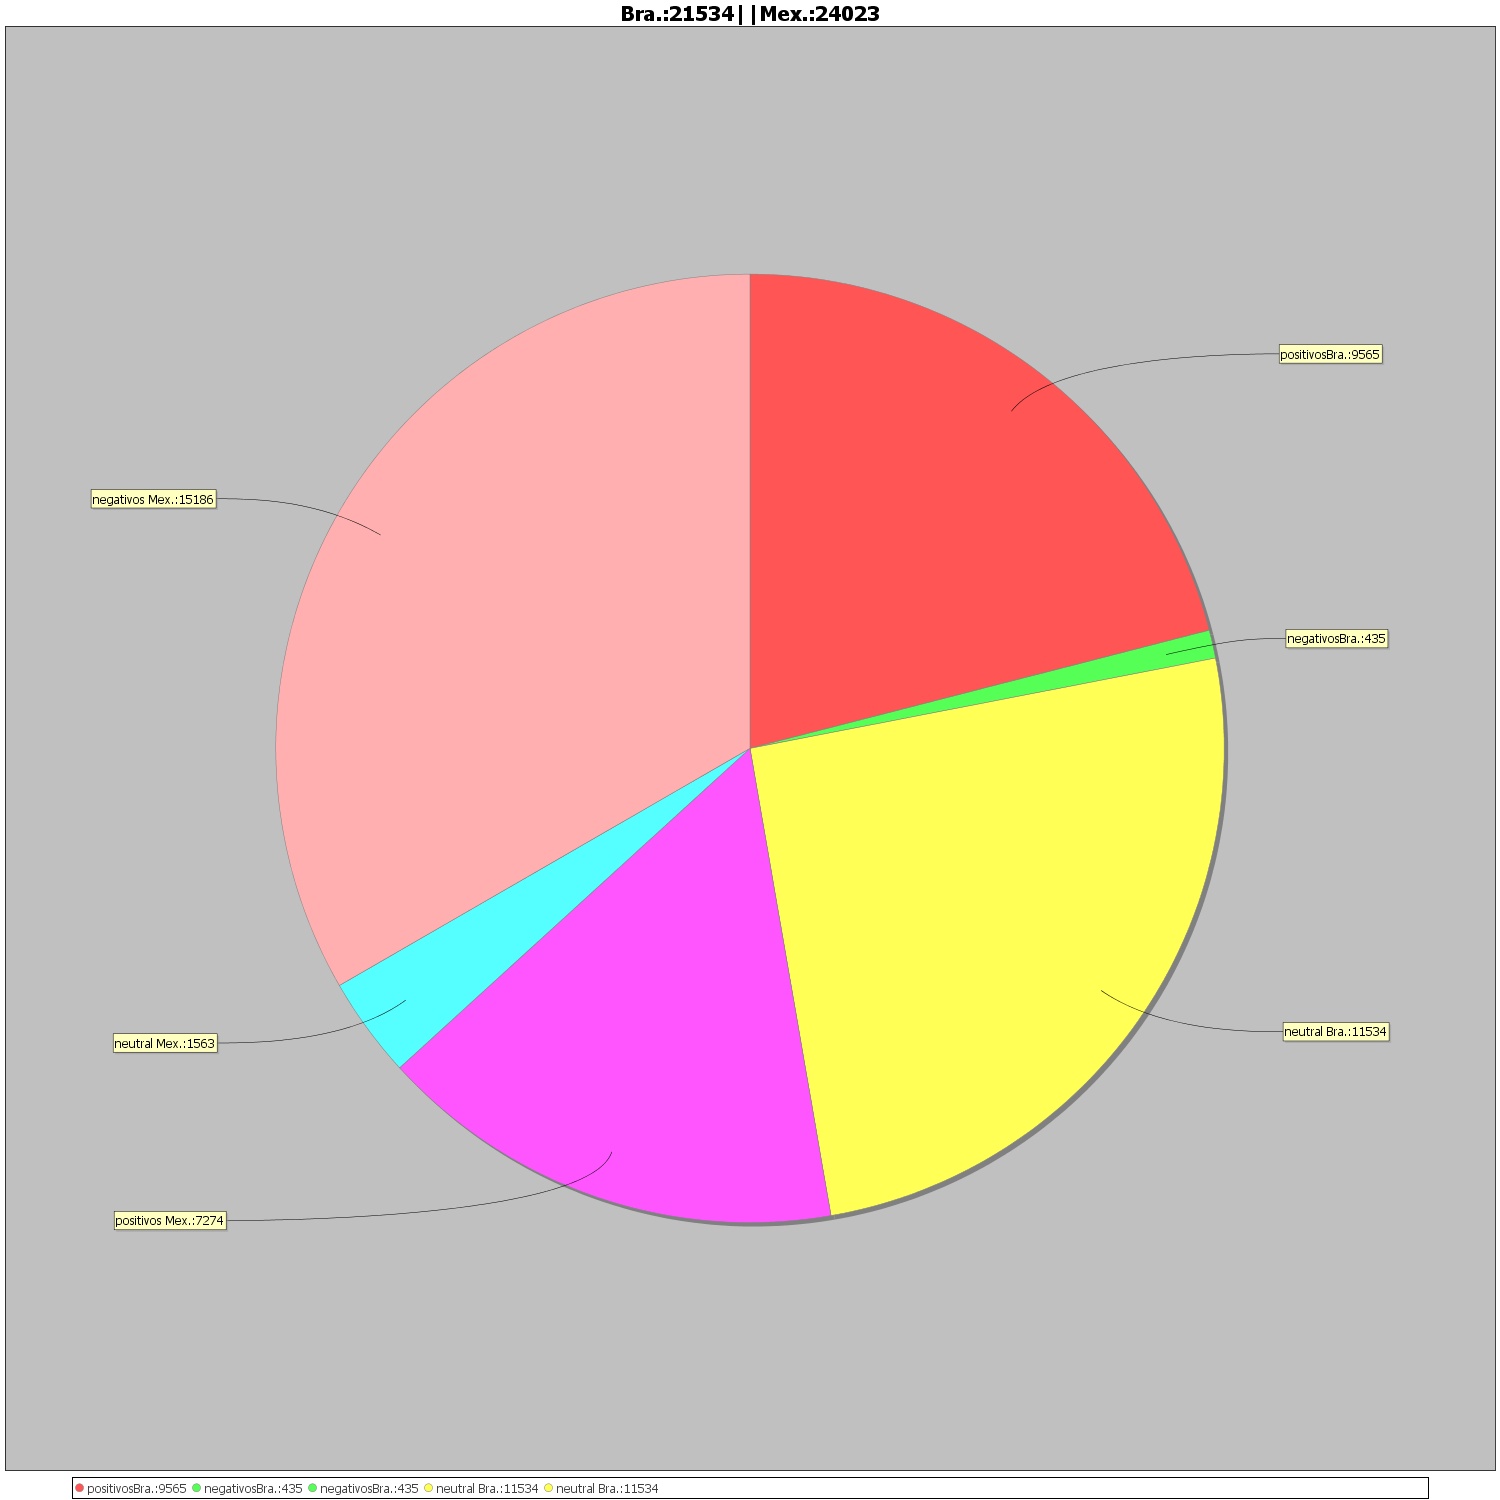 Bra.:21534||Mex.:24023
positivosBra.:9565
negativos Mex.:15186
negativosBra.:435
neutral Bra.:11534
neutral Mex.:1563
positivos Mex.:7274
positivosBra.:9565 negativosBra.:435 negativosBra.:435 neutral Bra.:11534 neutral Bra.:11534